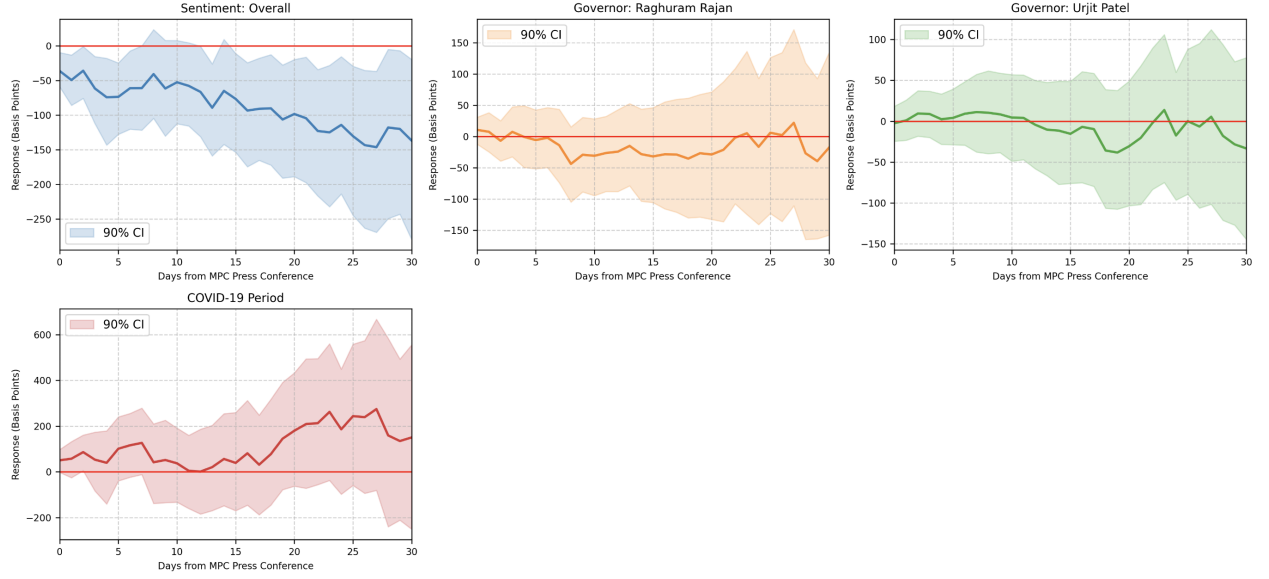 Sentiment: Overall
Response (Basis Points)
0
−50
−100
−150
−200
−250
90% CI
0 5 10 15 20 25 30
Days from MPC Press Conference
Governor: Raghuram Rajan
Response (Basis Points)
150
100
50
0
−50
−100
−150
90% CI
0 5 10 15 20 25 30
Days from MPC Press Conference
Governor: Urjit Patel
Response (Basis Points)
100
50
0
−50
−100
−150
90% CI
0 5 10 15 20 25 30
Days from MPC Press Conference
COVID-19 Period
Response (Basis Points)
600
400
200
0
−200
90% CI
0 5 10 15 20 25 30
Days from MPC Press Conference